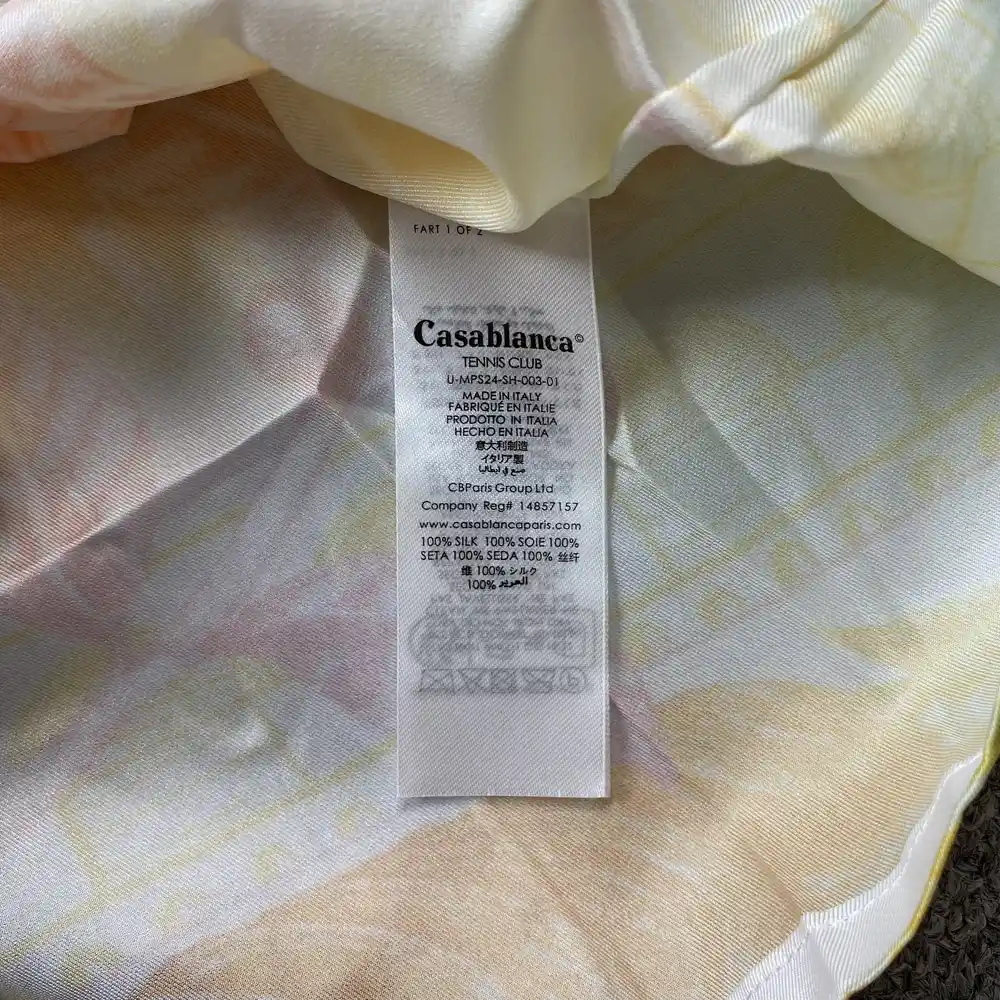 FART 1 OF 2
Casablanca©
TENNIS CLUB
U-MPS24-SH-003-01
MADE IN ITALY
FABRIQUÉ EN ITALIE
PRODOTTO IN ITALIA
HECHO EN ITALIA
意大利制造
イタリア製
صنع في ايطاليا
CBParis Group Ltd
Company Reg# 14857157
www.casablancaparis.com
100% SILK 100% SOIE 100%
SETA 100% SEDA 100% 丝纤
维 100% シルク
100% الحرير